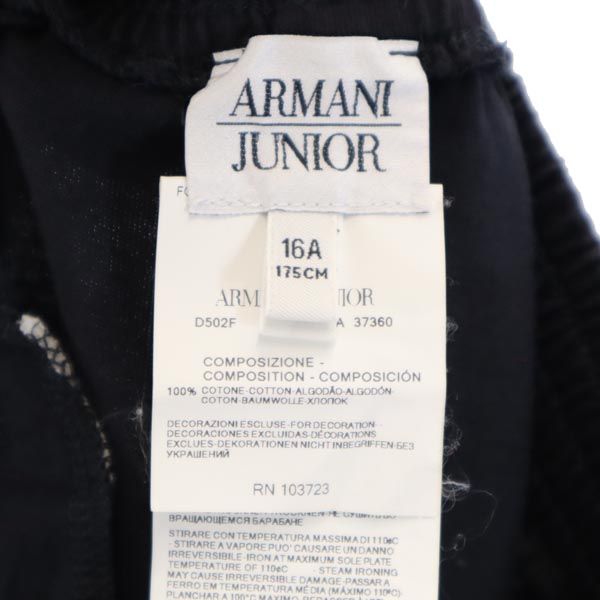 ARMANI
JUNIOR
16A
175CM
D502F
37360
COMPOSIZIONE -
COMPOSITION - COMPOSICIÓN
100% COTONE-COTTON-ALGODÃO-ALGODÓN-
COTON-BAUMWOLLE-ХЛОПОК
DECORAZIONI ESCLUSE-FOR DECORATION-
DECORACIONES EXCLUIDAS-DÉCORATIONS
EXCLUES-DEKORATIONEN NICHT INBEGRIFFEN-БЕЗ
УКРАШЕНИЙ
RN 103723
ВРАЩАЮЩЕМСЯ БАРАБАНЕ
STIRARE CON TEMPERATURA MASSIMA DI 110¢C
- STIRARE A VAPORE PUO' CAUSARE UN DANNO
IRREVERSIBILE-IRON AT MAXIMUM SOLE PLATE
TEMPERATURE OF 110¢C - STEAM IRONING
MAY CAUSE IRREVERSIBLE DAMAGE-PASSAR A
FERRO EM TEMPERATURA MÉDIA (MÁXIMO 110ºC)